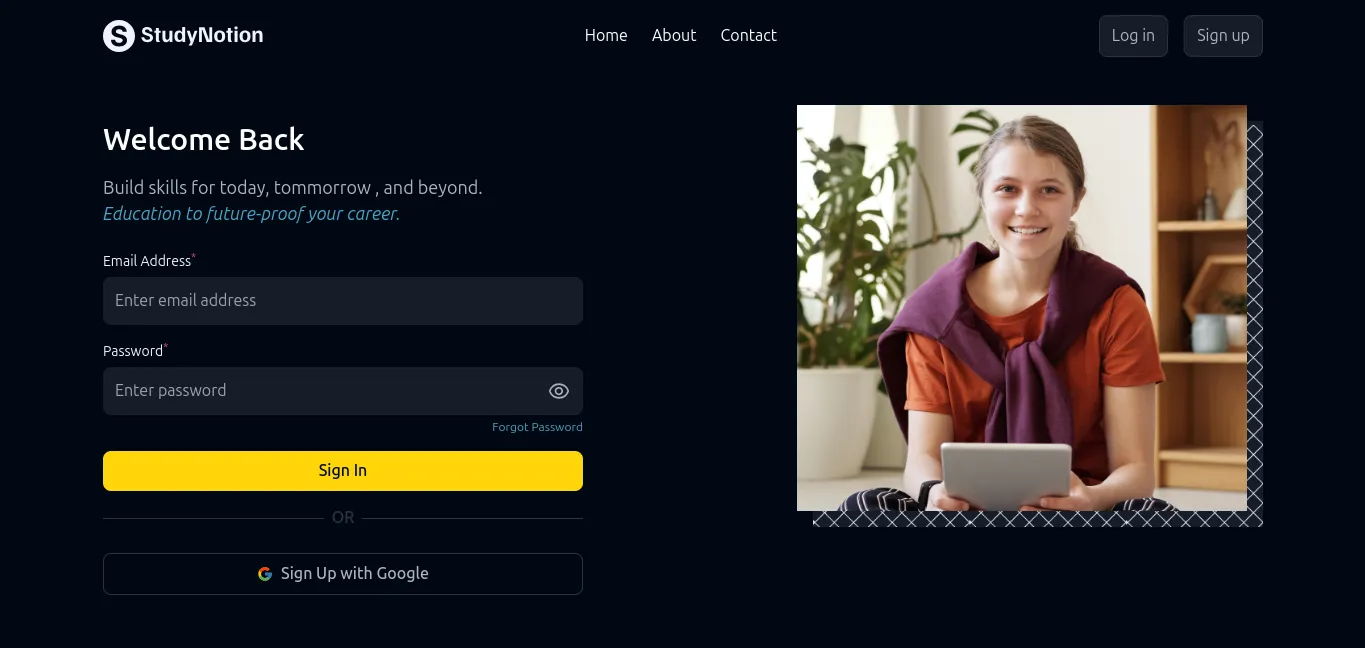 StudyNotion
Home About Contact
Log in Sign up
Welcome Back
Build skills for today, tommorrow , and beyond.
Education to future-proof your career.
Email Address*
Enter email address
Password*
Enter password
Forgot Password
Sign In
OR
Sign Up with Google